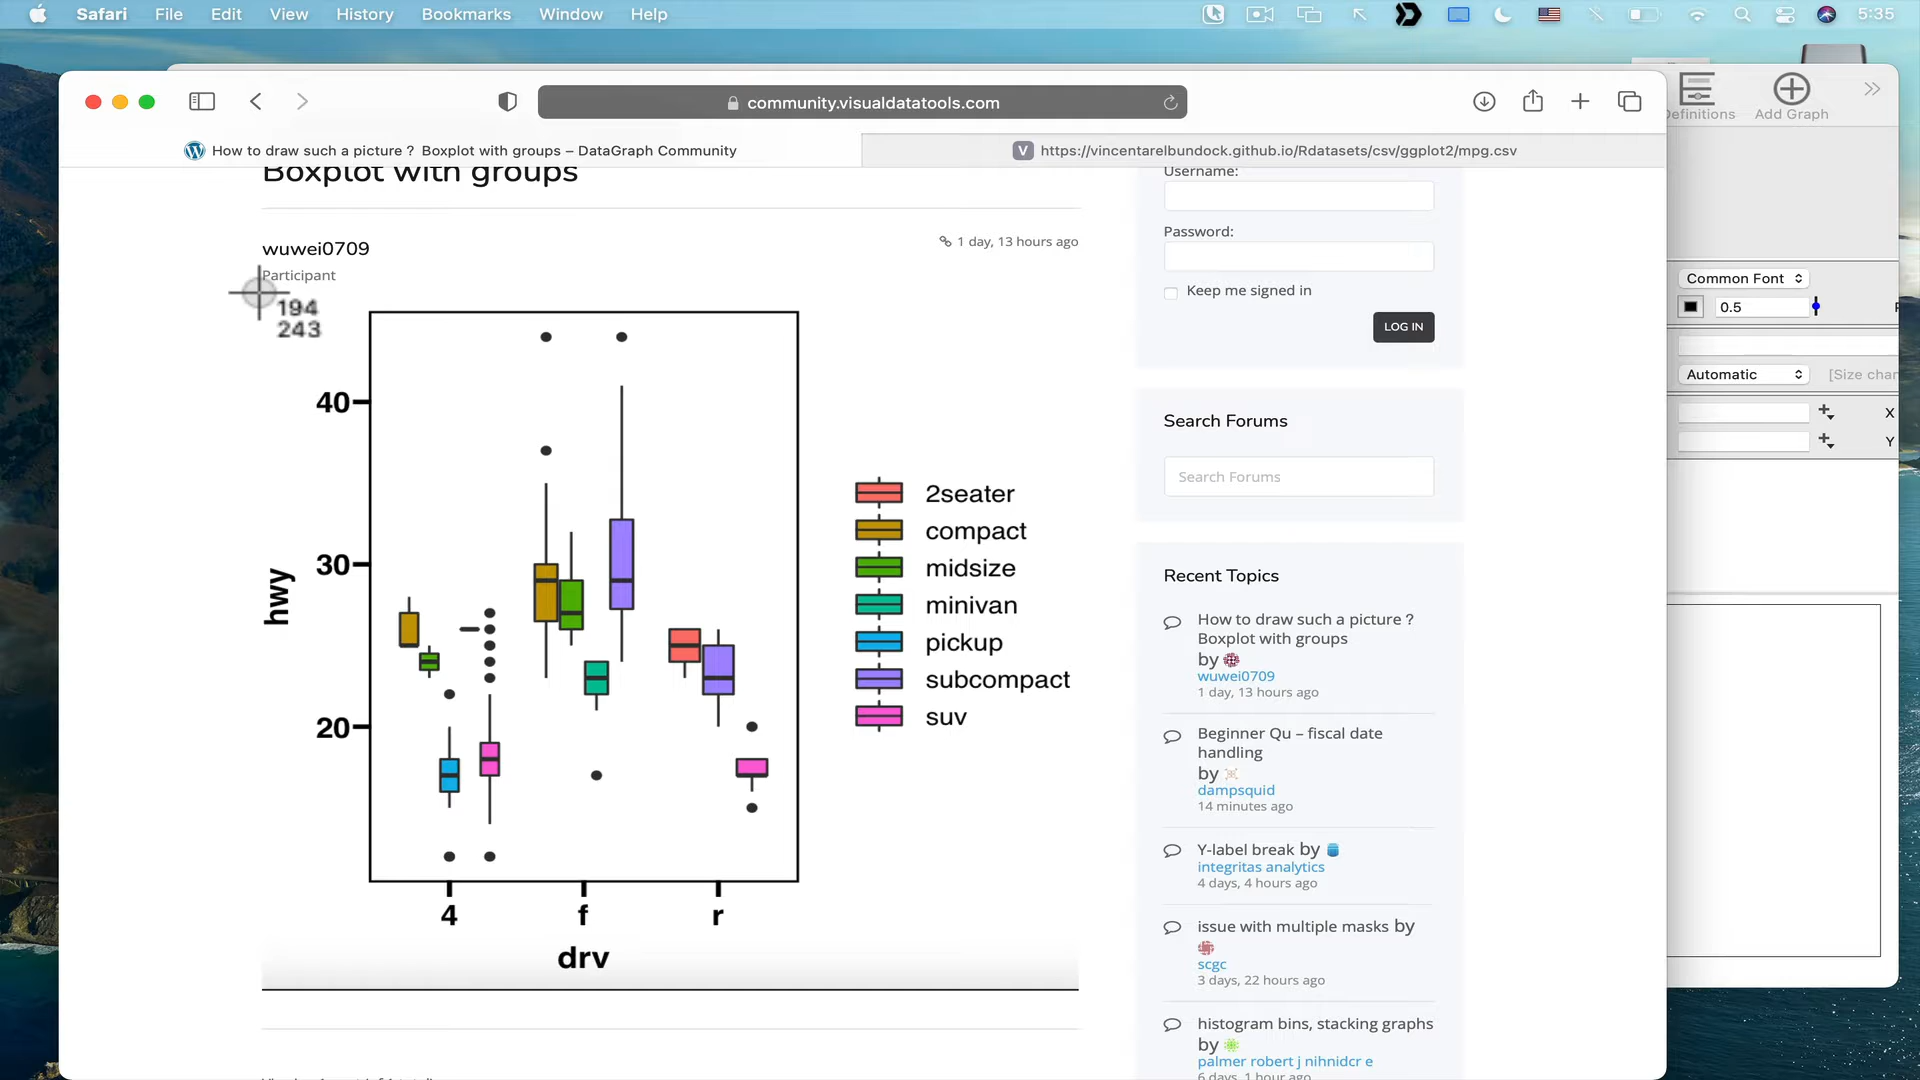 Safari File Edit View History Bookmarks Window Help 5:35
community.visualdatatools.com
Definitions Add Graph
How to draw such a picture ? Boxplot with groups – DataGraph Community
V https://vincentarelbundock.github.io/Rdatasets/csv/ggplot2/mpg.csv
Boxplot with groups
wuwei0709
1 day, 13 hours ago
Participant
194
243
40
30
20
hwy
4 f r
drv
2seater
compact
midsize
minivan
pickup
subcompact
suv
Username:
Password:
Keep me signed in
LOG IN
Search Forums
Search Forums
Recent Topics
How to draw such a picture ?
Boxplot with groups
by
wuwei0709
1 day, 13 hours ago
Beginner Qu – fiscal date
handling
by
dampsquid
14 minutes ago
Y-label break by
integritas analytics
4 days, 4 hours ago
issue with multiple masks by
scgc
3 days, 22 hours ago
histogram bins, stacking graphs
by
palmer robert j nihnidcr e
6 days, 1 hour ago
Common Font
0.5
Automatic [Size chan
X
Y